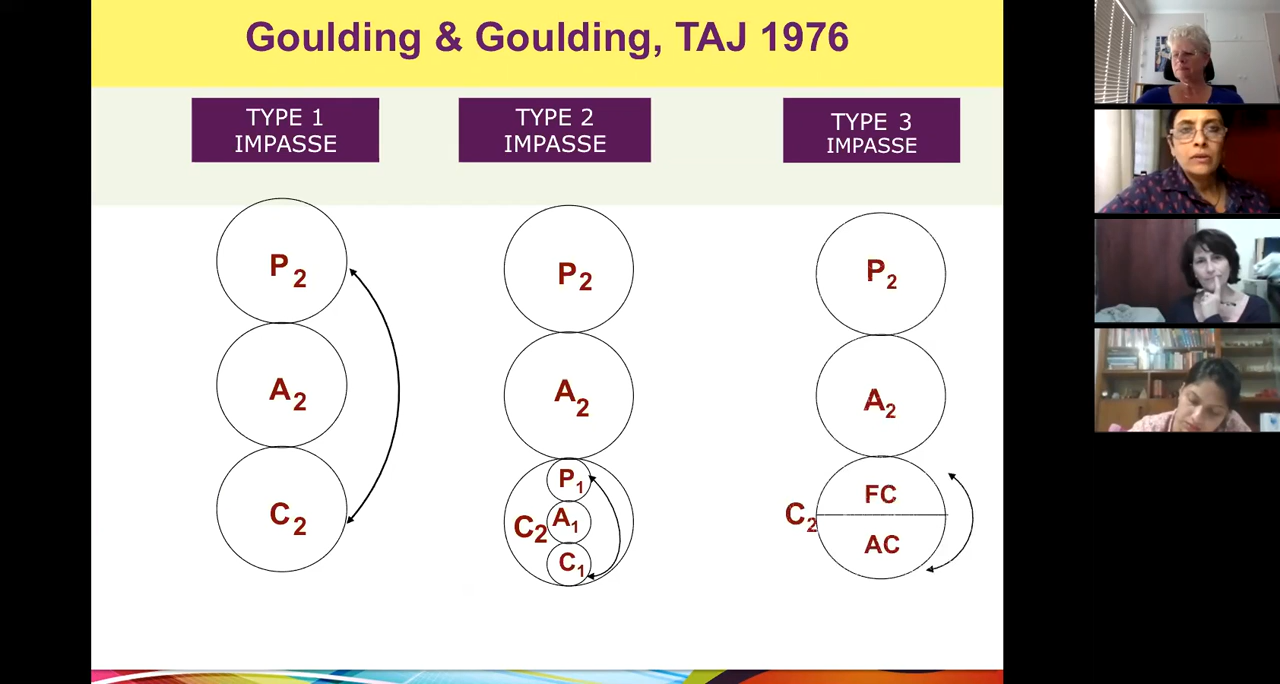 Goulding & Goulding, TAJ 1976
TYPE 1
IMPASSE
TYPE 2
IMPASSE
TYPE 3
IMPASSE
P2
A2
C2
P2
A2
P1
C2
A1
C1
P2
A2
FC
C2
AC